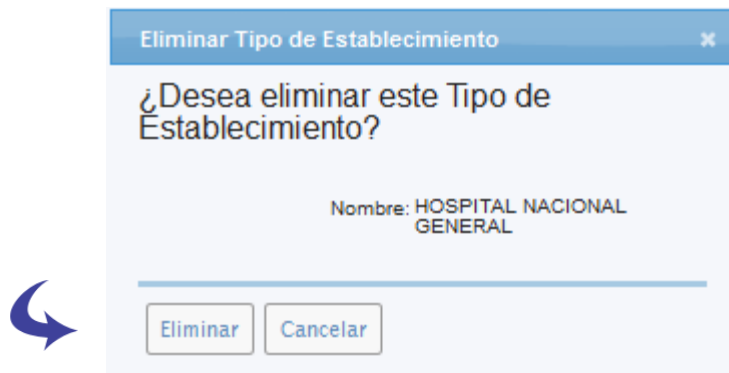 Eliminar Tipo de Establecimiento
¿Desea eliminar este Tipo de
Establecimiento?
Nombre: HOSPITAL NACIONAL
GENERAL
Eliminar Cancelar